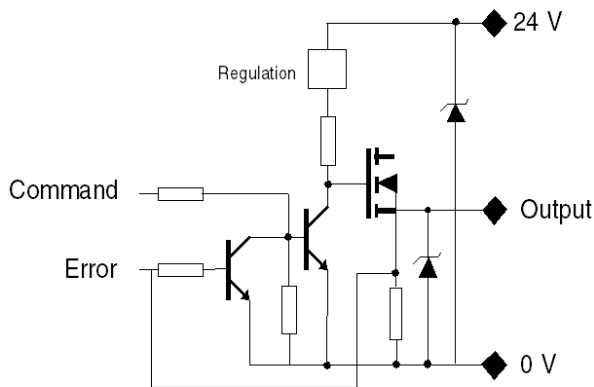 24 V
Regulation
Command
Output
Error
0 V